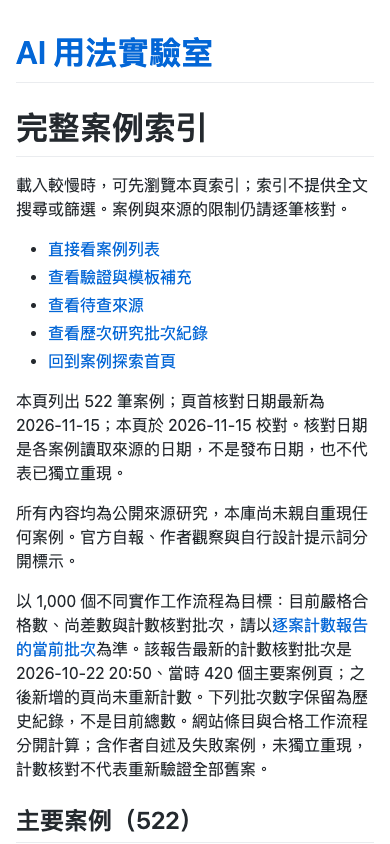 AI 用法實驗室
完整案例索引
載入較慢時，可先瀏覽本頁索引；索引不提供全文
搜尋或篩選。案例與來源的限制仍請逐筆核對。
• 直接看案例列表
• 查看驗證與模板補充
• 查看待查來源
• 查看歷次研究批次紀錄
• 回到案例探索首頁
本頁列出 522 筆案例；頁首核對日期最新為
2026-11-15；本頁於 2026-11-15 校對。核對日期
是各案例讀取來源的日期，不是發布日期，也不代
表已獨立重現。
所有內容均為公開來源研究，本庫尚未親自重現任
何案例。官方自報、作者觀察與自行設計提示詞分
開標示。
以 1,000 個不同實作工作流程為目標：目前嚴格合
格數、尚差數與計數核對批次，請以逐案計數報告
的當前批次為準。該報告最新的計數核對批次是
2026-10-22 20:50、當時 420 個主要案例頁；之
後新增的頁尚未重新計數。下列批次數字保留為歷
史紀錄，不是目前總數。網站條目與合格工作流程
分開計算；含作者自述及失敗案例，未獨立重現，
計數核對不代表重新驗證全部舊案。
主要案例（522）